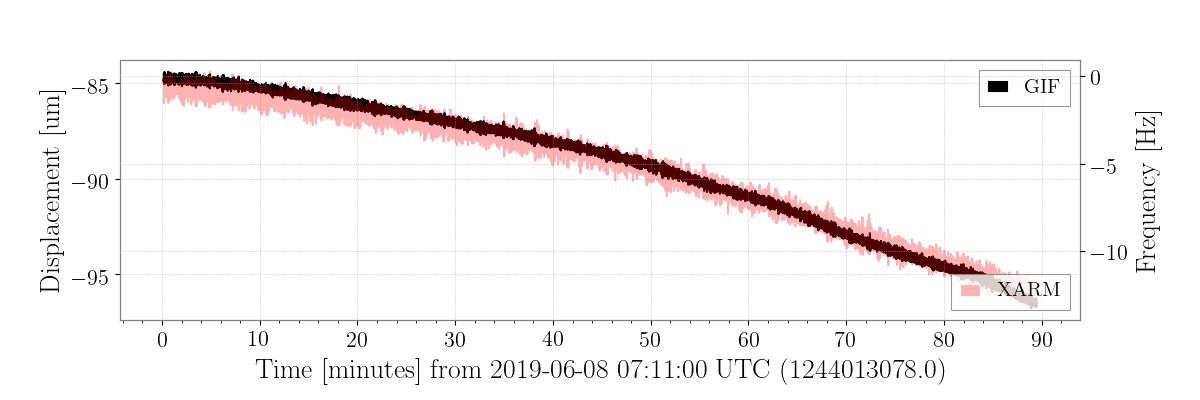 GIF
XARM
Displacement [um]
−85
−90
−95
Frequency [Hz]
0
−5
−10
0 10 20 30 40 50 60 70 80 90
Time [minutes] from 2019-06-08 07:11:00 UTC (1244013078.0)